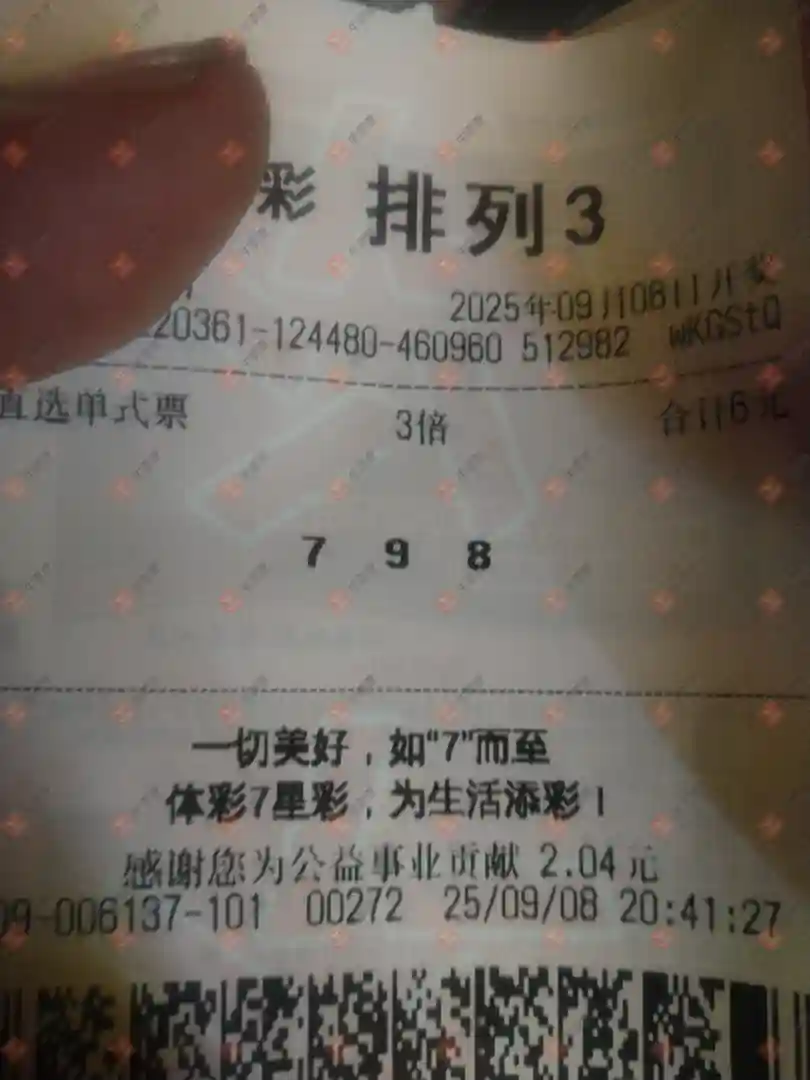 彩 排列3
2025年09月08日开奖
20361-124480-460960 512982 wKGStQ
直选单式票 3倍 合计6元
7 9 8
一切美好，如“7”而至
体彩7星彩，为生活添彩！
感谢您为公益事业贡献 2.04元
09-006137-101 00272 25/09/08 20:41:27